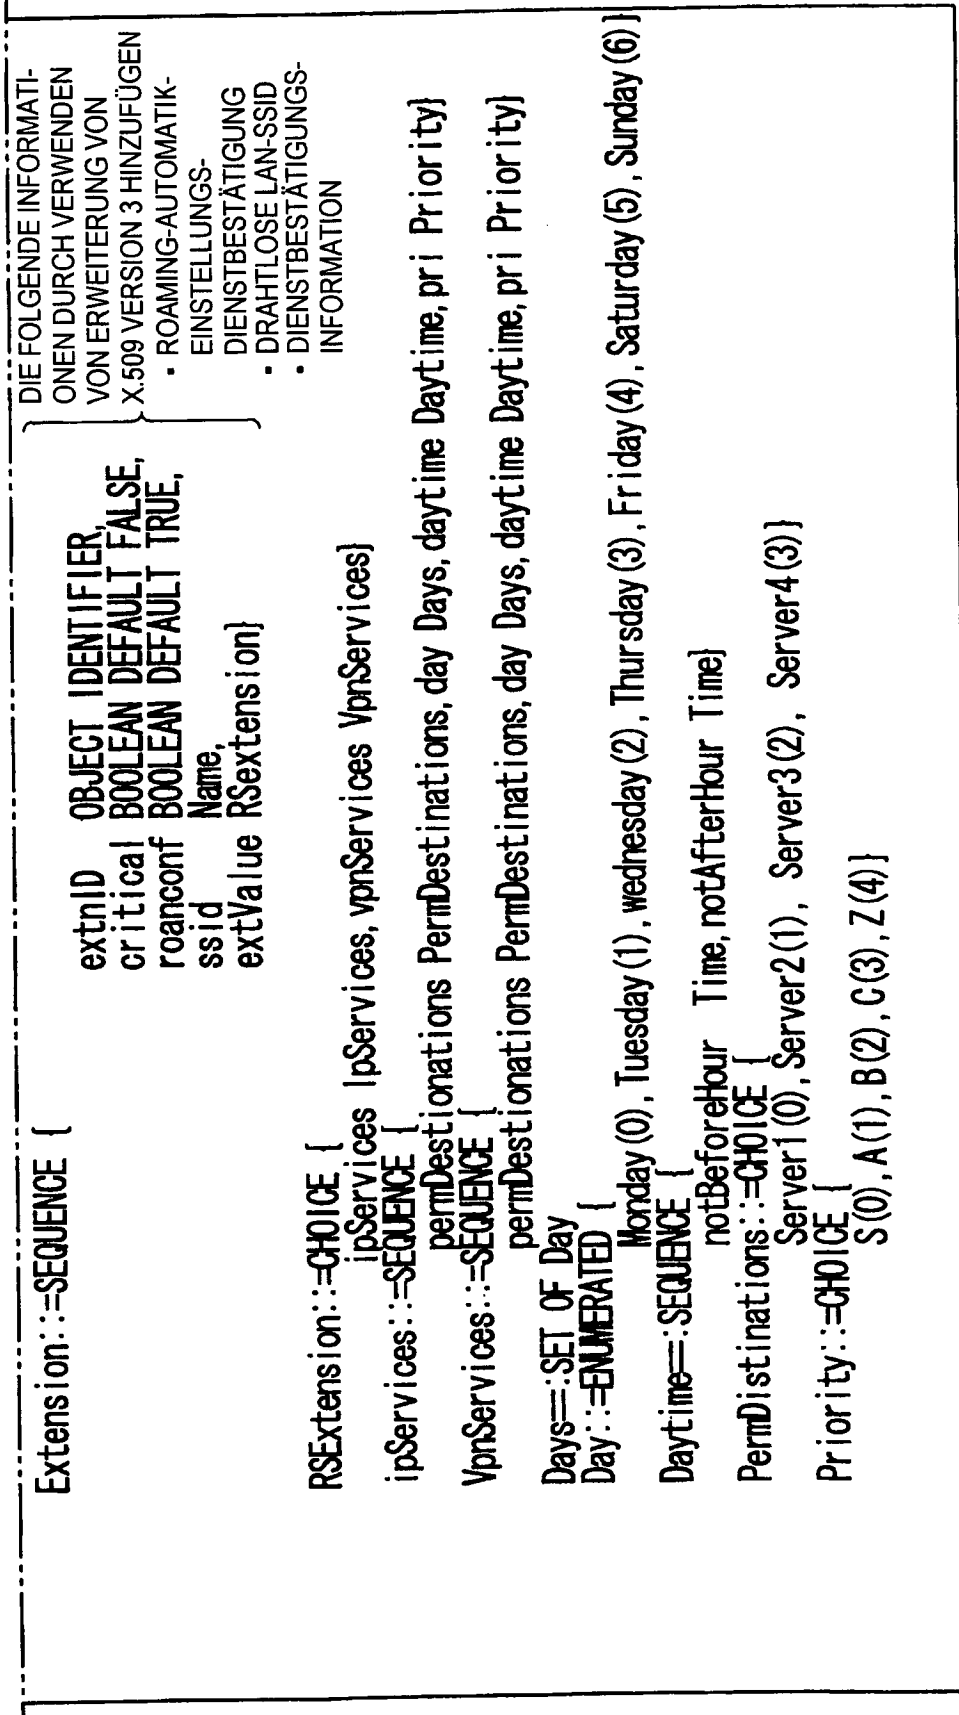 Extension::=SEQUENCE {
extnID OBJECT IDENTIFIER,
critical BOOLEAN DEFAULT FALSE,
roanconf BOOLEAN DEFAULT TRUE,
ssid Name,
extValue RSextension}
DIE FOLGENDE INFORMATI-
ONEN DURCH VERWENDEN
VON ERWEITERUNG VON
X.509 VERSION 3 HINZUFÜGEN
• ROAMING-AUTOMATIK-
EINSTELLUNGS-
DIENSTBESTÄTIGUNG
• DRAHTLOSE LAN-SSID
• DIENSTBESTÄTIGUNGS-
INFORMATION
RSExtension::=CHOICE {
ipServices IpServices, vpnServices VpnServices}
ipServices::=SEQUENCE {
permDestionations PermDestinations, day Days, daytime Daytime, pri Priority}
VpnServices::=SEQUENCE {
permDestionations PermDestinations, day Days, daytime Daytime, pri Priority}
Days==:SET OF Day
Day::=ENUMERATED {
Monday(0), Tuesday(1), wednesday(2), Thursday(3), Friday(4), Saturday(5), Sunday(6)}
Daytime==:SEQUENCE {
notBeforeHour Time, notAfterHour Time}
PermDistinations::=CHOICE {
Server1(0), Server2(1), Server3(2), Server4(3)}
Priority::=CHOICE {
S(0), A(1), B(2), C(3), Z(4)}